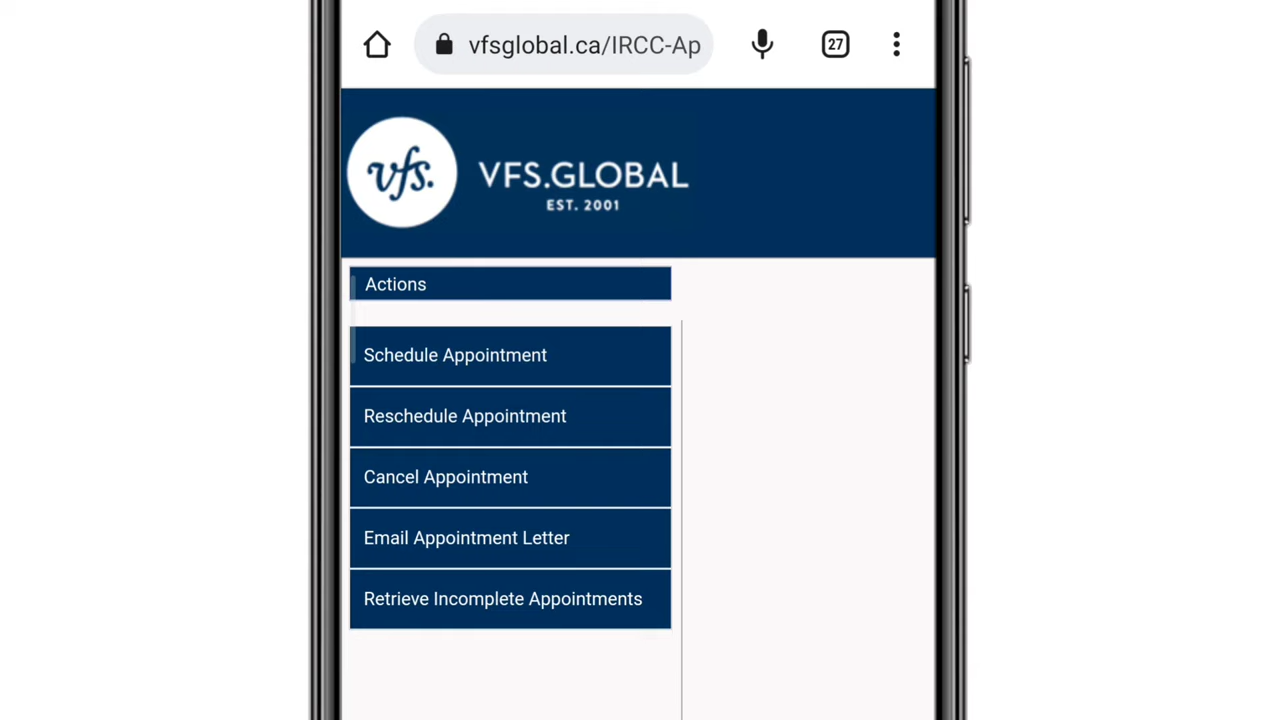 vfsglobal.ca/IRCC-Ap
27
vfs.
VFS.GLOBAL
EST. 2001
Actions
Schedule Appointment
Reschedule Appointment
Cancel Appointment
Email Appointment Letter
Retrieve Incomplete Appointments